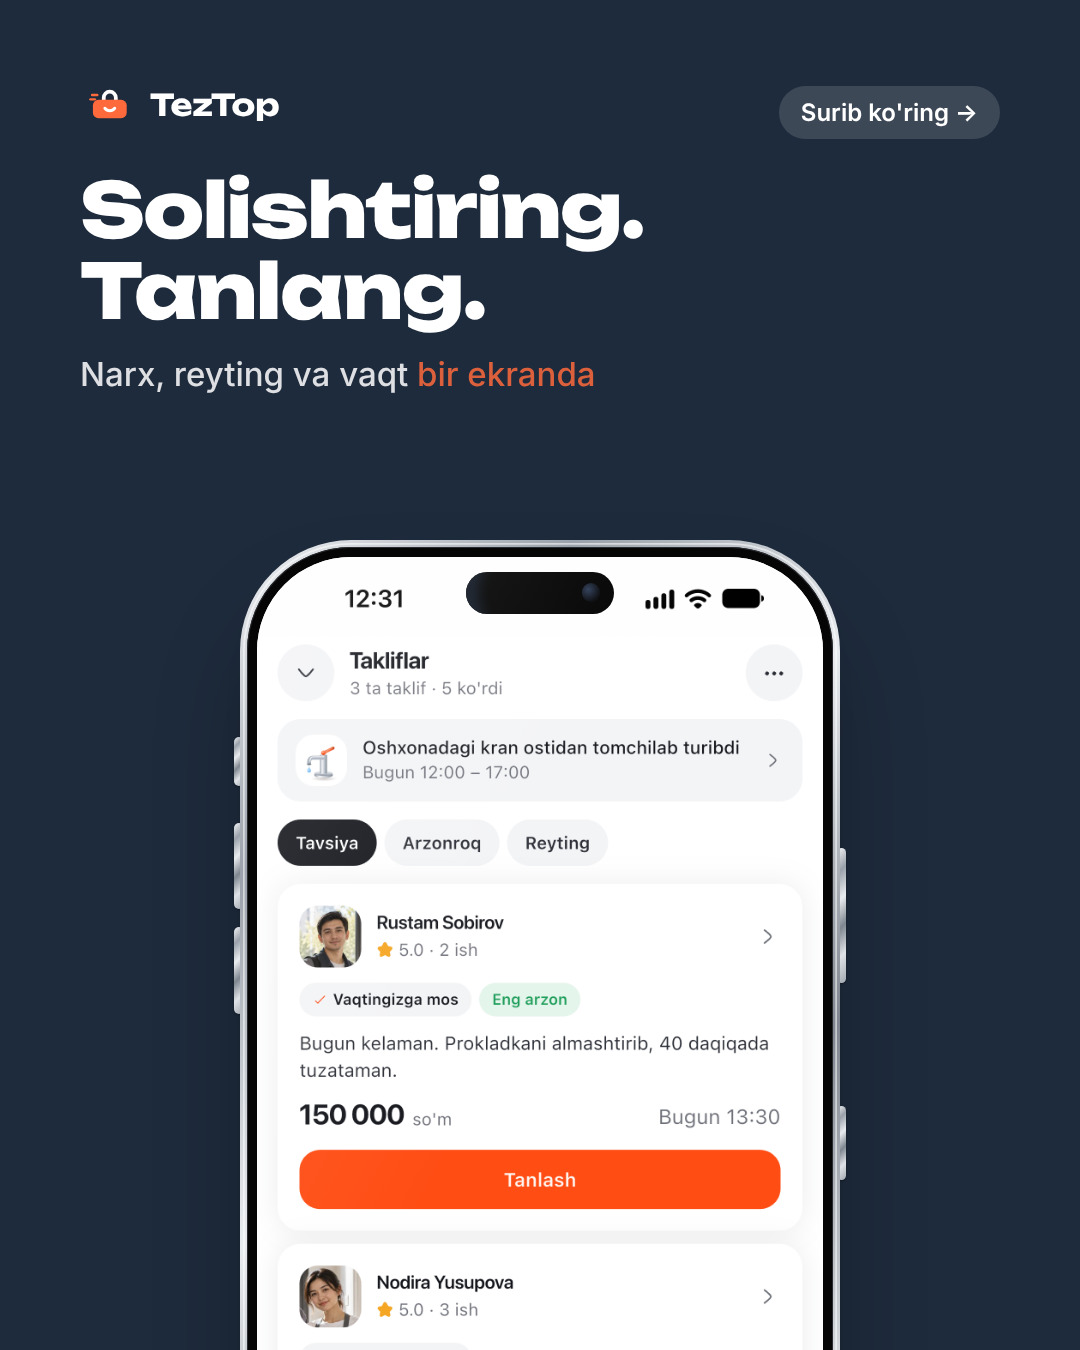 TezTop
Surib ko'ring →
Solishtiring.
Tanlang.
Narx, reyting va vaqt bir ekranda
12:31
Takliflar
3 ta taklif · 5 ko'rdi
Oshxonadagi kran ostidan tomchilab turibdi
Bugun 12:00 – 17:00
Tavsiya Arzonroq Reyting
Rustam Sobirov
5.0 · 2 ish
Vaqtingizga mos Eng arzon
Bugun kelaman. Prokladkani almashtirib, 40 daqiqada
tuzataman.
150 000 so'm Bugun 13:30
Tanlash
Nodira Yusupova
5.0 · 3 ish